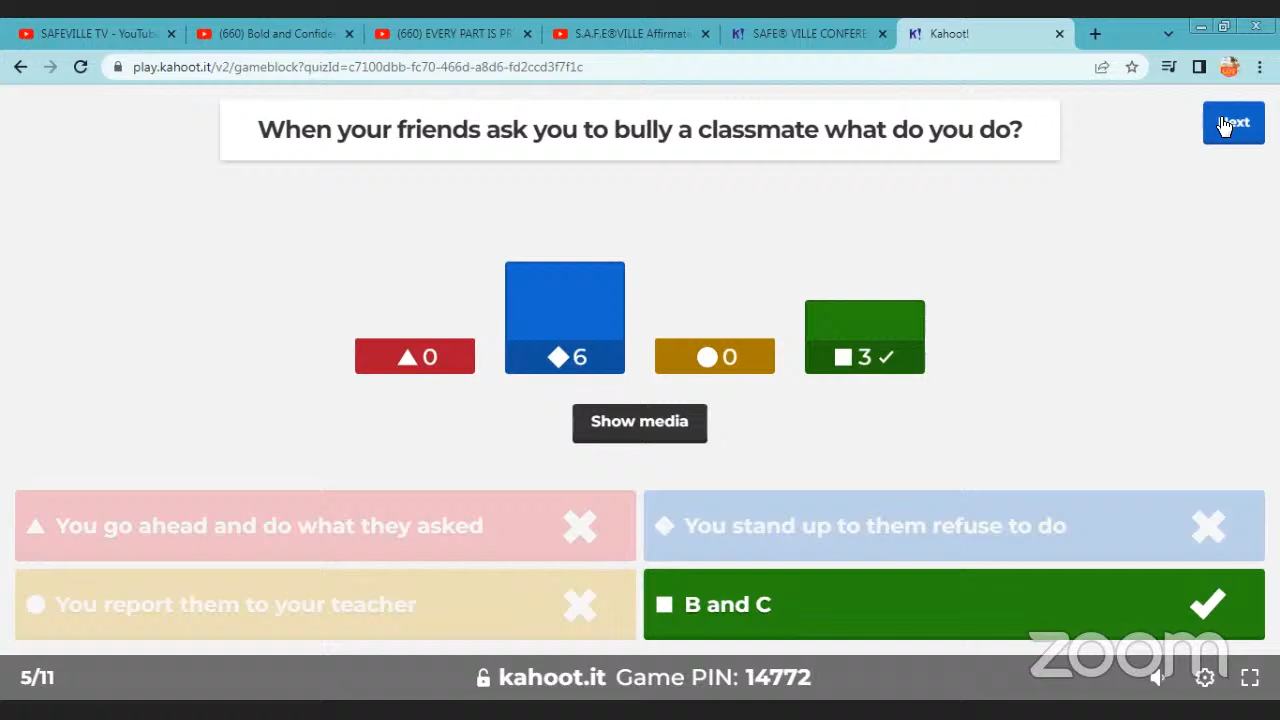 SAFEVILLE TV - YouTub
(660) Bold and Confide
(660) EVERY PART IS PR
S.A.F.E®VILLE Affirmati
K! SAFE® VILLE CONFERE
K! Kahoot!
play.kahoot.it/v2/gameblock?quizId=c7100dbb-fc70-466d-a8d6-fd2ccd3f7f1c
When your friends ask you to bully a classmate what do you do?
Next
0
6
0
3
Show media
You go ahead and do what they asked
You stand up to them refuse to do
You report them to your teacher
B and C
zoom
5/11
kahoot.it Game PIN: 14772